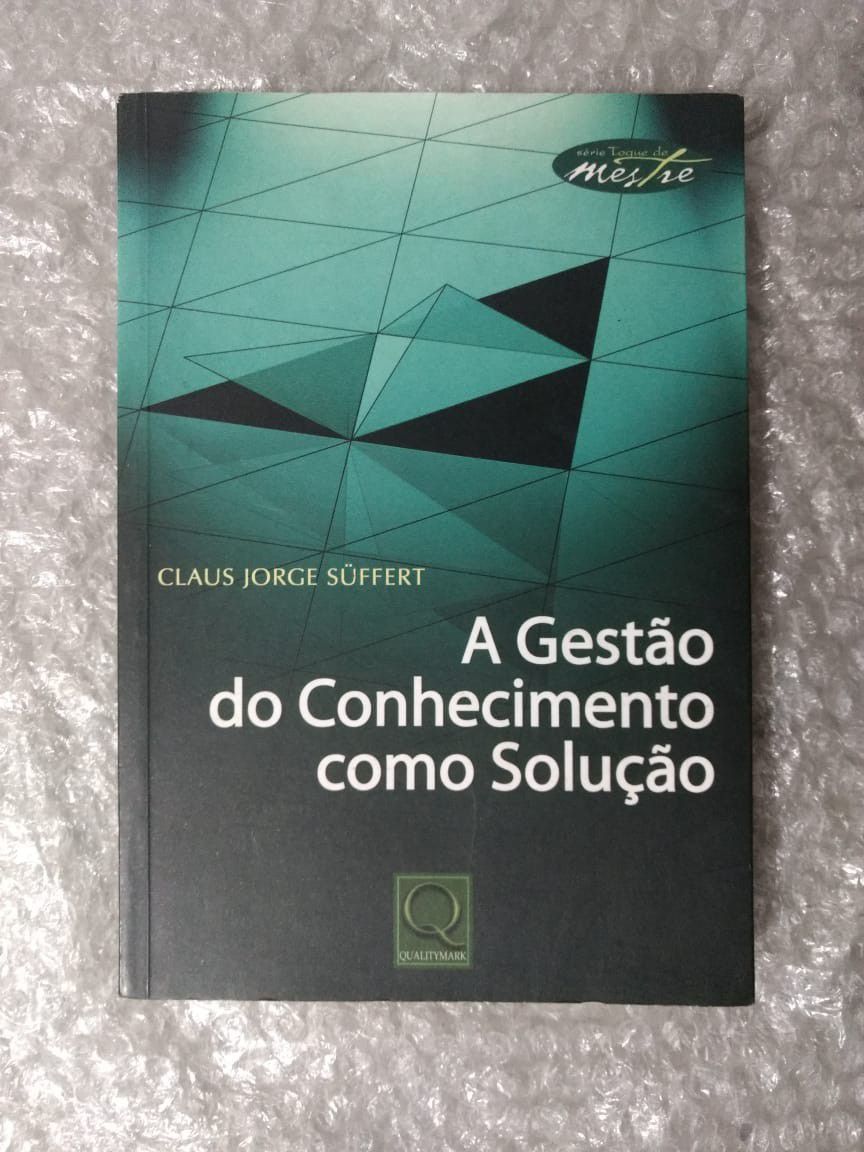 série Toque de
mestre
CLAUS JORGE SÜFFERT
A Gestão
do Conhecimento
como Solução
Q
QUALITYMARK